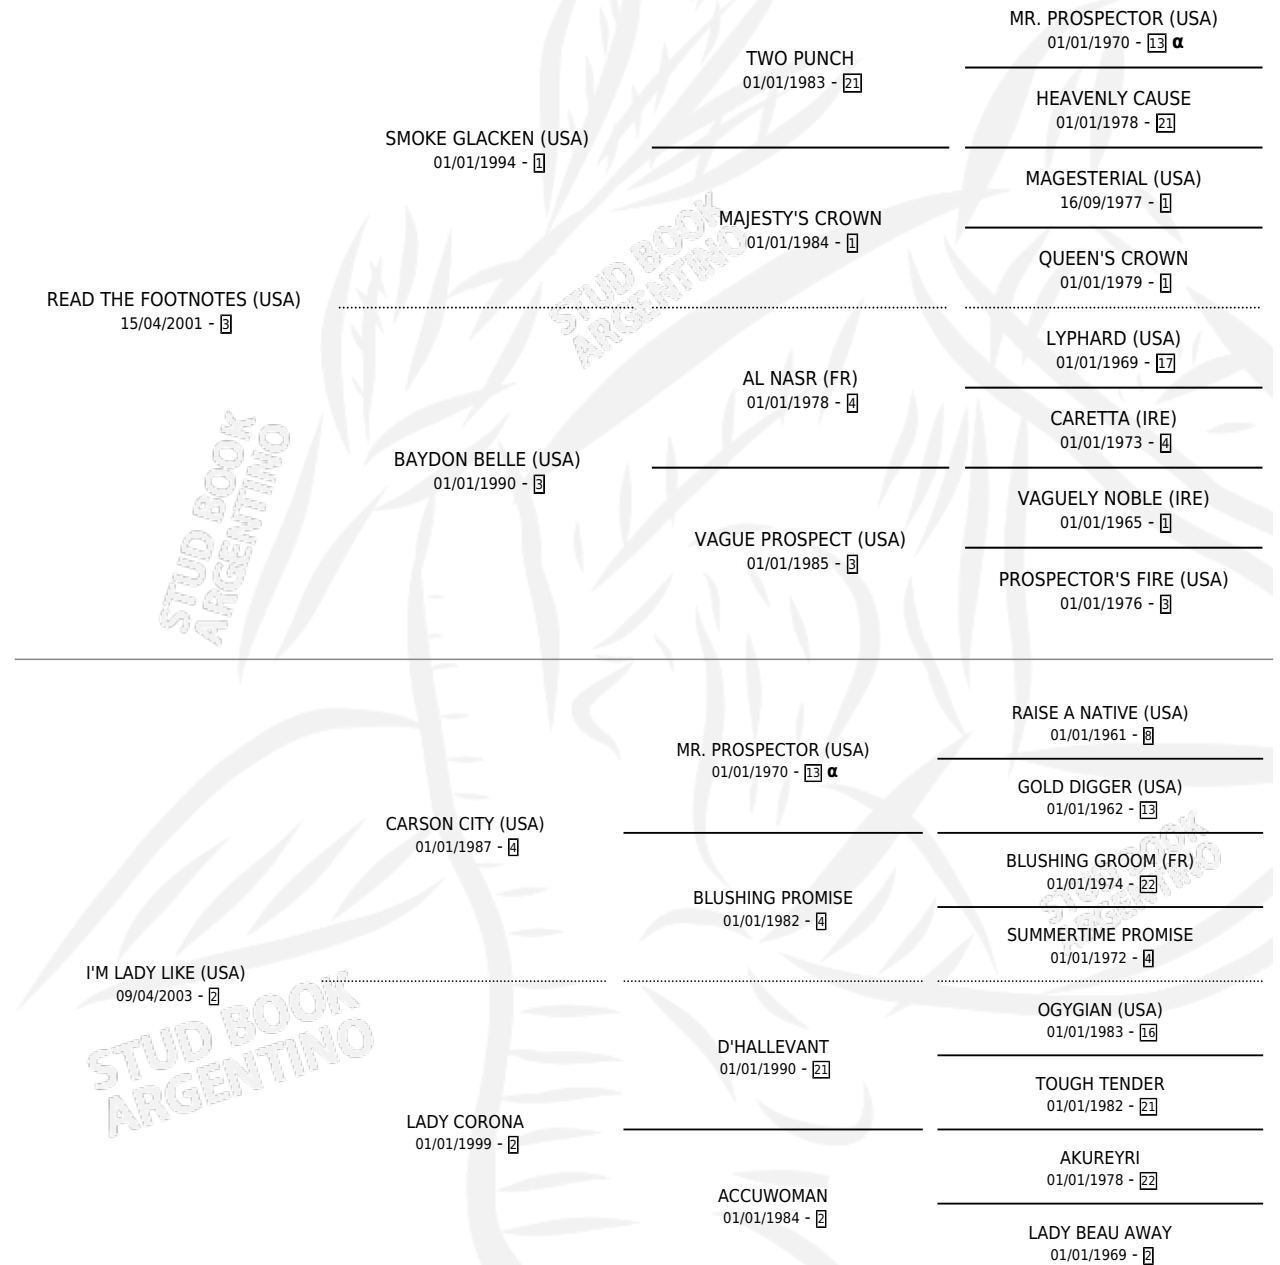 MR. PROSPECTOR (USA)
01/01/1970 - 13 α
TWO PUNCH
01/01/1983 - 21
HEAVENLY CAUSE
01/01/1978 - 21
SMOKE GLACKEN (USA)
01/01/1994 - 1
MAGESTERIAL (USA)
16/09/1977 - 1
MAJESTY'S CROWN
01/01/1984 - 1
QUEEN'S CROWN
01/01/1979 - 1
READ THE FOOTNOTES (USA)
15/04/2001 - 3
LYPHARD (USA)
01/01/1969 - 17
AL NASR (FR)
01/01/1978 - 4
CARETTA (IRE)
01/01/1973 - 4
BAYDON BELLE (USA)
01/01/1990 - 3
VAGUELY NOBLE (IRE)
01/01/1965 - 1
VAGUE PROSPECT (USA)
01/01/1985 - 3
PROSPECTOR'S FIRE (USA)
01/01/1976 - 3
RAISE A NATIVE (USA)
01/01/1961 - 8
MR. PROSPECTOR (USA)
01/01/1970 - 13 α
GOLD DIGGER (USA)
01/01/1962 - 13
CARSON CITY (USA)
01/01/1987 - 4
BLUSHING GROOM (FR)
01/01/1974 - 22
BLUSHING PROMISE
01/01/1982 - 4
SUMMERTIME PROMISE
01/01/1972 - 4
I'M LADY LIKE (USA)
09/04/2003 - 2
OGYGIAN (USA)
01/01/1983 - 16
D'HALLEVANT
01/01/1990 - 21
TOUGH TENDER
01/01/1982 - 21
LADY CORONA
01/01/1999 - 2
AKUREYRI
01/01/1978 - 22
ACCUWOMAN
01/01/1984 - 2
LADY BEAU AWAY
01/01/1969 - 2
STUD BOOK
ARGENTINO
STUD BOOK
ARGENTINO
STUD BOOK
ARGENTINO
STUD BOOK
ARGENTINO